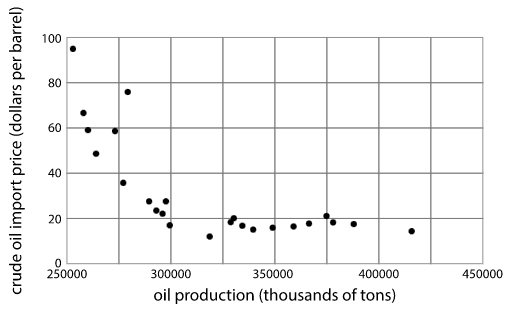 crude oil import price (dollars per barrel)
100
80
60
40
20
0
250000 300000 350000 400000 450000
oil production (thousands of tons)